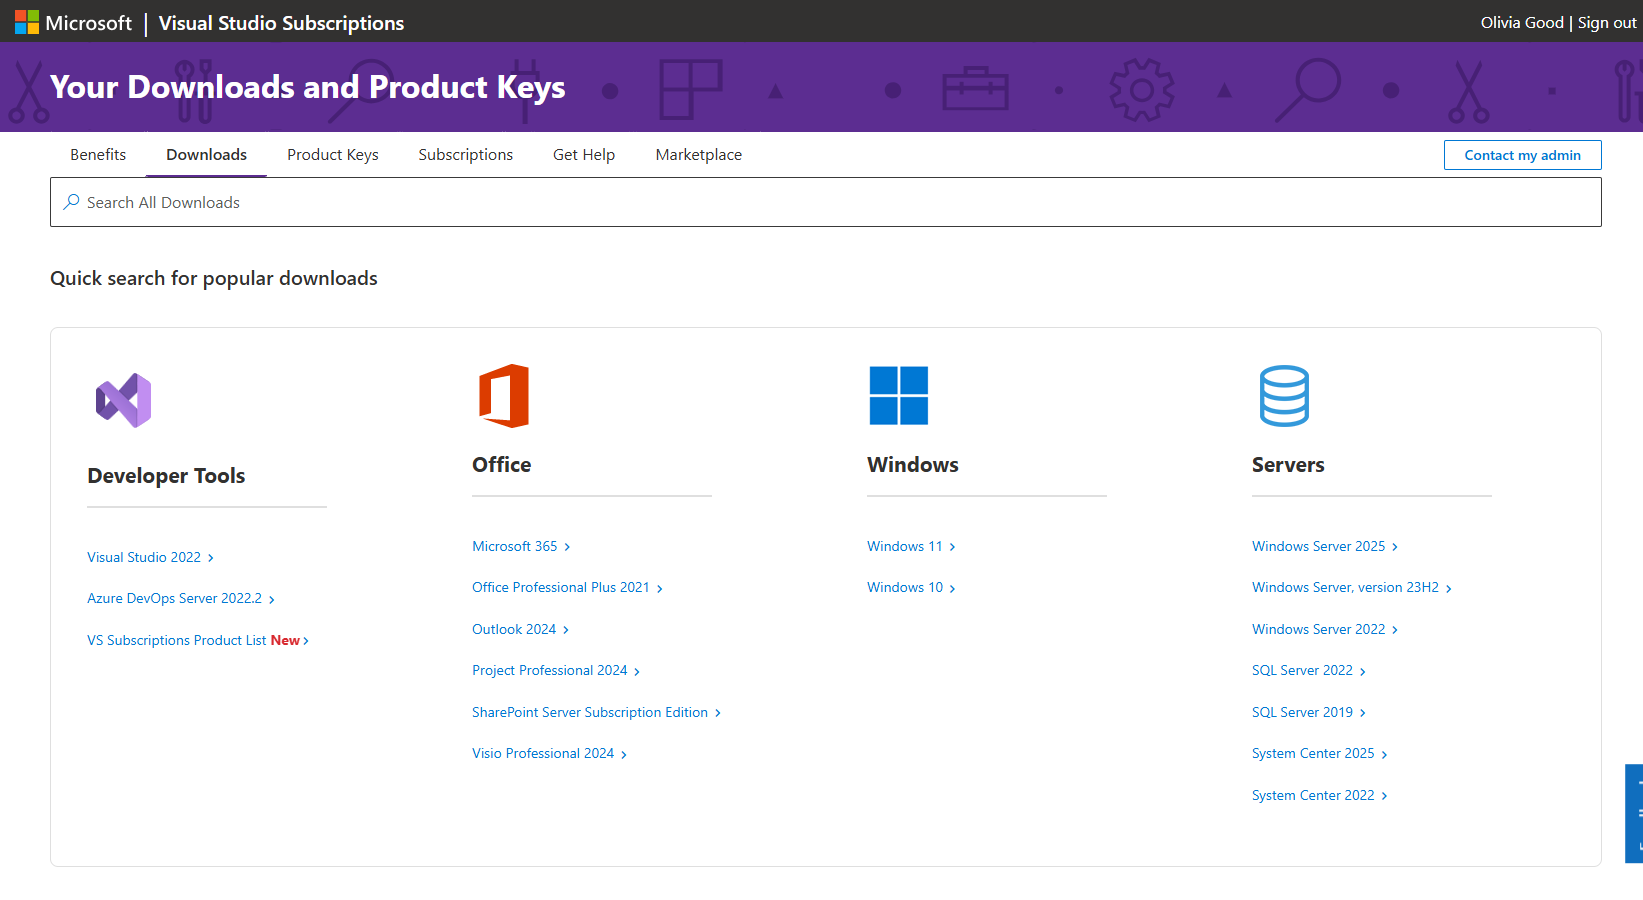 Microsoft | Visual Studio Subscriptions
Olivia Good | Sign out
Your Downloads and Product Keys
Benefits
Downloads
Product Keys
Subscriptions
Get Help
Marketplace
Contact my admin
Search All Downloads
Quick search for popular downloads
Developer Tools
Visual Studio 2022
Azure DevOps Server 2022.2
VS Subscriptions Product List New
Office
Microsoft 365
Office Professional Plus 2021
Outlook 2024
Project Professional 2024
SharePoint Server Subscription Edition
Visio Professional 2024
Windows
Windows 11
Windows 10
Servers
Windows Server 2025
Windows Server, version 23H2
Windows Server 2022
SQL Server 2022
SQL Server 2019
System Center 2025
System Center 2022